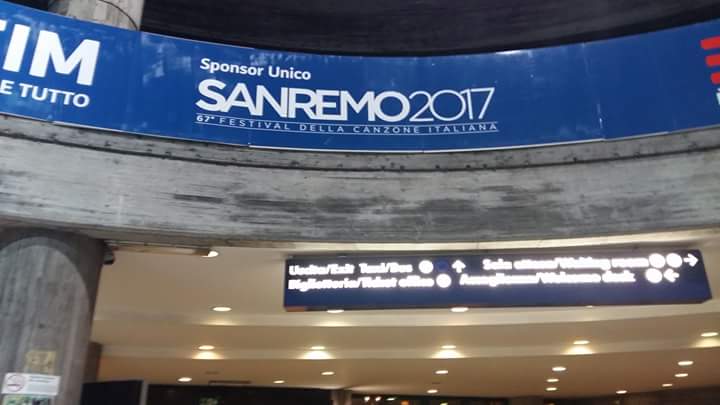 TIM
È TUTTO
Sponsor Unico
SANREMO2017
67° FESTIVAL DELLA CANZONE ITALIANA
Uscita/Exit Taxi/Bus
Sala attesa/Waiting room
Biglietteria/Ticket office
Accoglienza/Welcome desk